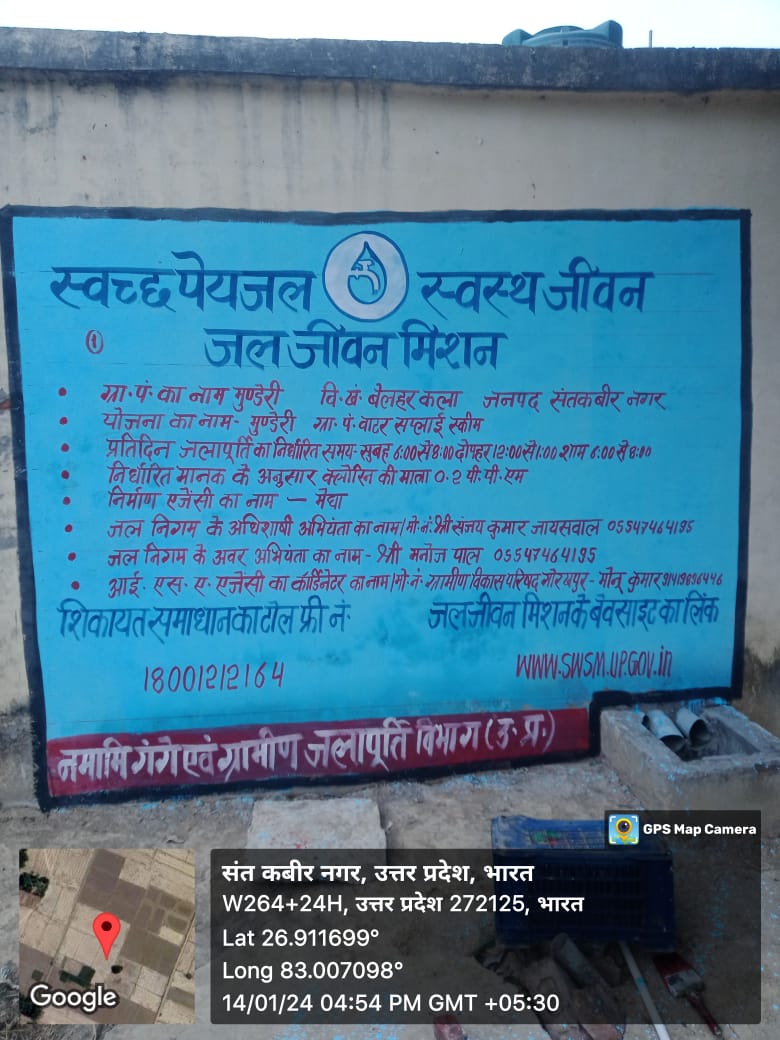 स्वच्छ पेयजल स्वस्थ जीवन
१
जल जीवन मिशन
• ग्रा.पं. का नाम मुण्डेरी वि.खं. बेलहर कला जनपद संतकबीर नगर
• योजना का नाम- मुण्डेरी ग्रा.पं. वाटर सप्लाई स्कीम
• प्रतिदिन जलापूर्ति का निर्धारित समय- सुबह 6:00 से 8:00 दोपहर 12:00 से 1:00 शाम 6:00 से 8:00
• निर्धारित मानक के अनुसार क्लोरिन की मात्रा 0.2 पी.पी.एम
• निर्माण एजेंसी का नाम – मेघा
• जल निगम के अधिशाषी अभियंता का नाम/मो.नं. श्री संजय कुमार जायसवाल 05547464195
• जल निगम के अवर अभियंता का नाम- श्री मनोज पाल 05547464195
• आई. एस. ए. एजेंसी का कार्डिनेटर का नाम/मो.नं- ग्रामीण विकास परिषद गोरखपुर - मोनू कुमार
शिकायत समाधान का टोल फ्री नं. जल जीवन मिशन के बेवसाइट का लिंक
18001212164 WWW.SWSM.UP.GOV.in
नमामि गंगे एवं ग्रामीण जलापूर्ति विभाग (उ.प्र.)
GPS Map Camera
संत कबीर नगर, उत्तर प्रदेश, भारत
W264+24H, उत्तर प्रदेश 272125, भारत
Lat 26.911699°
Long 83.007098°
14/01/24 04:54 PM GMT +05:30
Google